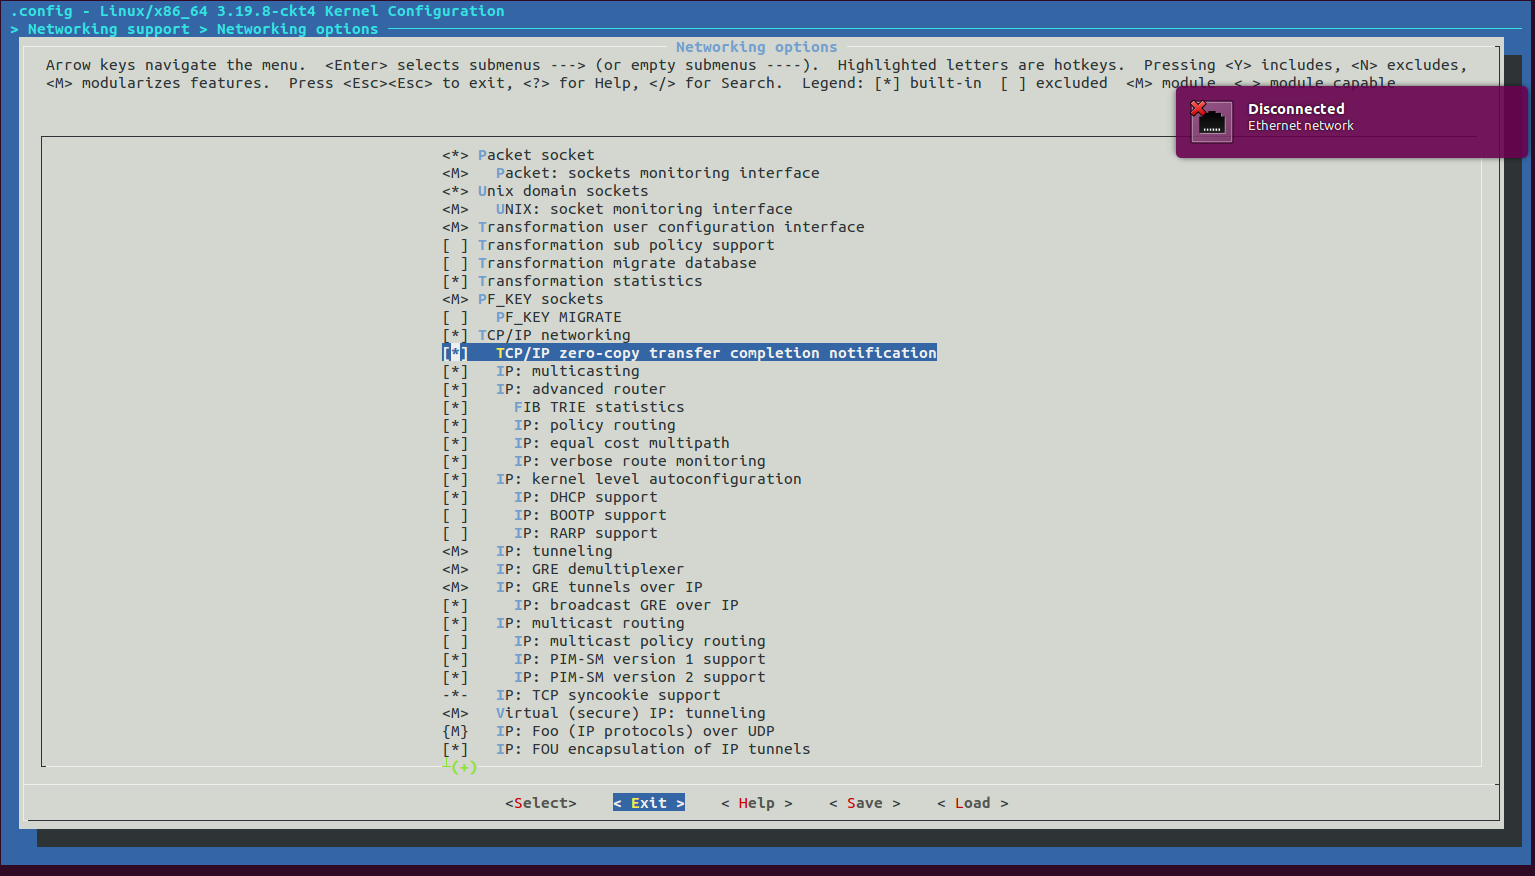 .config - Linux/x86_64 3.19.8-ckt4 Kernel Configuration
> Networking support > Networking options
Networking options
Arrow keys navigate the menu.  <Enter> selects submenus ---> (or empty submenus ----).  Highlighted letters are hotkeys.  Pressing <Y> includes, <N> excludes,
<M> modularizes features.  Press <Esc><Esc> to exit, <?> for Help, </> for Search.  Legend: [*] built-in  [ ] excluded  <M> module  < > module capable
Disconnected
Ethernet network
<*> Packet socket
<M>   Packet: sockets monitoring interface
<*> Unix domain sockets
<M>   UNIX: socket monitoring interface
<M> Transformation user configuration interface
[ ] Transformation sub policy support
[ ] Transformation migrate database
[*] Transformation statistics
<M> PF_KEY sockets
[ ]   PF_KEY MIGRATE
[*] TCP/IP networking
[*]   TCP/IP zero-copy transfer completion notification
[*]   IP: multicasting
[*]   IP: advanced router
[*]     FIB TRIE statistics
[*]     IP: policy routing
[*]     IP: equal cost multipath
[*]     IP: verbose route monitoring
[*]   IP: kernel level autoconfiguration
[*]     IP: DHCP support
[ ]     IP: BOOTP support
[ ]     IP: RARP support
<M>   IP: tunneling
<M>   IP: GRE demultiplexer
<M>   IP: GRE tunnels over IP
[*]     IP: broadcast GRE over IP
[*]   IP: multicast routing
[ ]     IP: multicast policy routing
[*]     IP: PIM-SM version 1 support
[*]     IP: PIM-SM version 2 support
-*-   IP: TCP syncookie support
<M>   Virtual (secure) IP: tunneling
{M}   IP: Foo (IP protocols) over UDP
[*]   IP: FOU encapsulation of IP tunnels
┴(+)
<Select>    < Exit >    < Help >    < Save >    < Load >